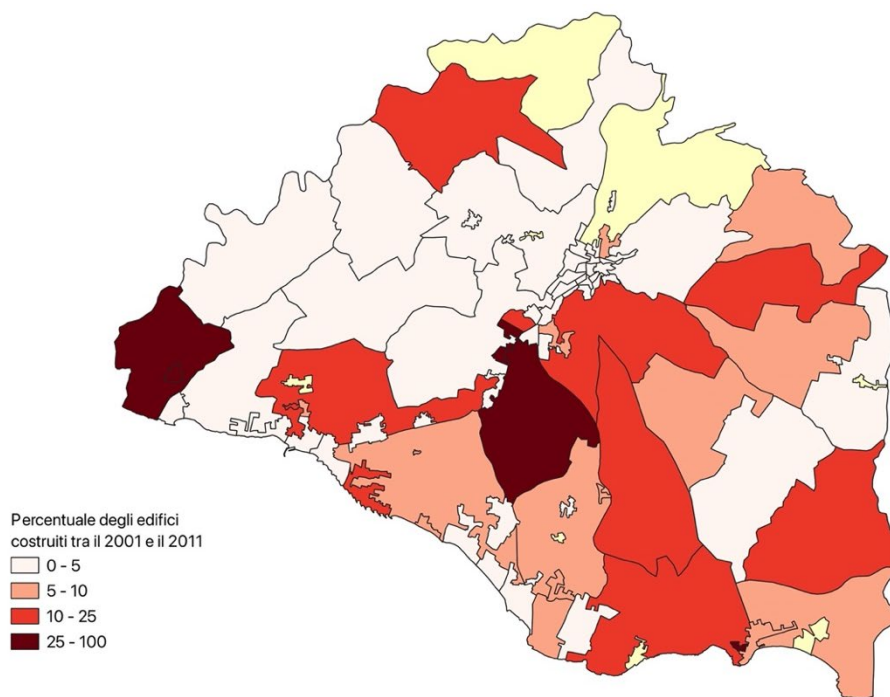 Percentuale degli edifici
costruiti tra il 2001 e il 2011
0 - 5
5 - 10
10 - 25
25 - 100